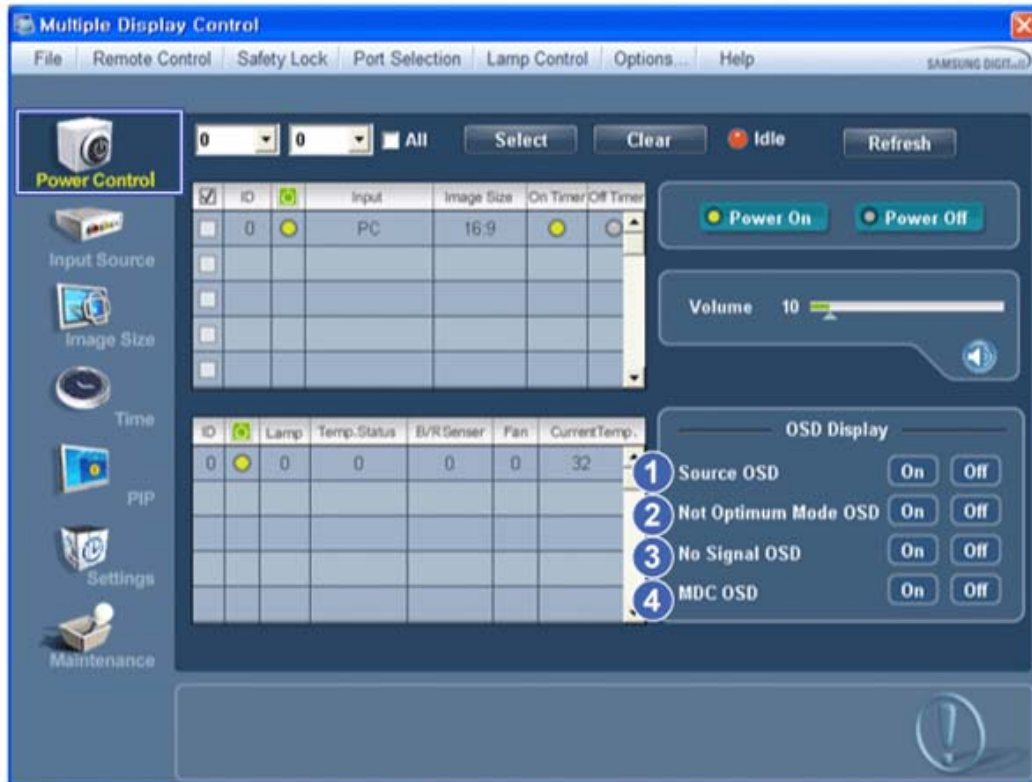 Multiple Display Control
File Remote Control Safety Lock Port Selection Lamp Control Options... Help
SAMSUNG DIGITall
Power Control
Input Source
Image Size
Time
PIP
Settings
Maintenance
0 0 All Select Clear Idle Refresh
ID Input Image Size On Timer Off Timer
0 PC 16:9
Power On Power Off
Volume 10
ID Lamp Temp.Status B/R Senser Fan CurrentTemp.
0 0 0 0 0 32
OSD Display
1 Source OSD On Off
2 Not Optimum Mode OSD On Off
3 No Signal OSD On Off
4 MDC OSD On Off